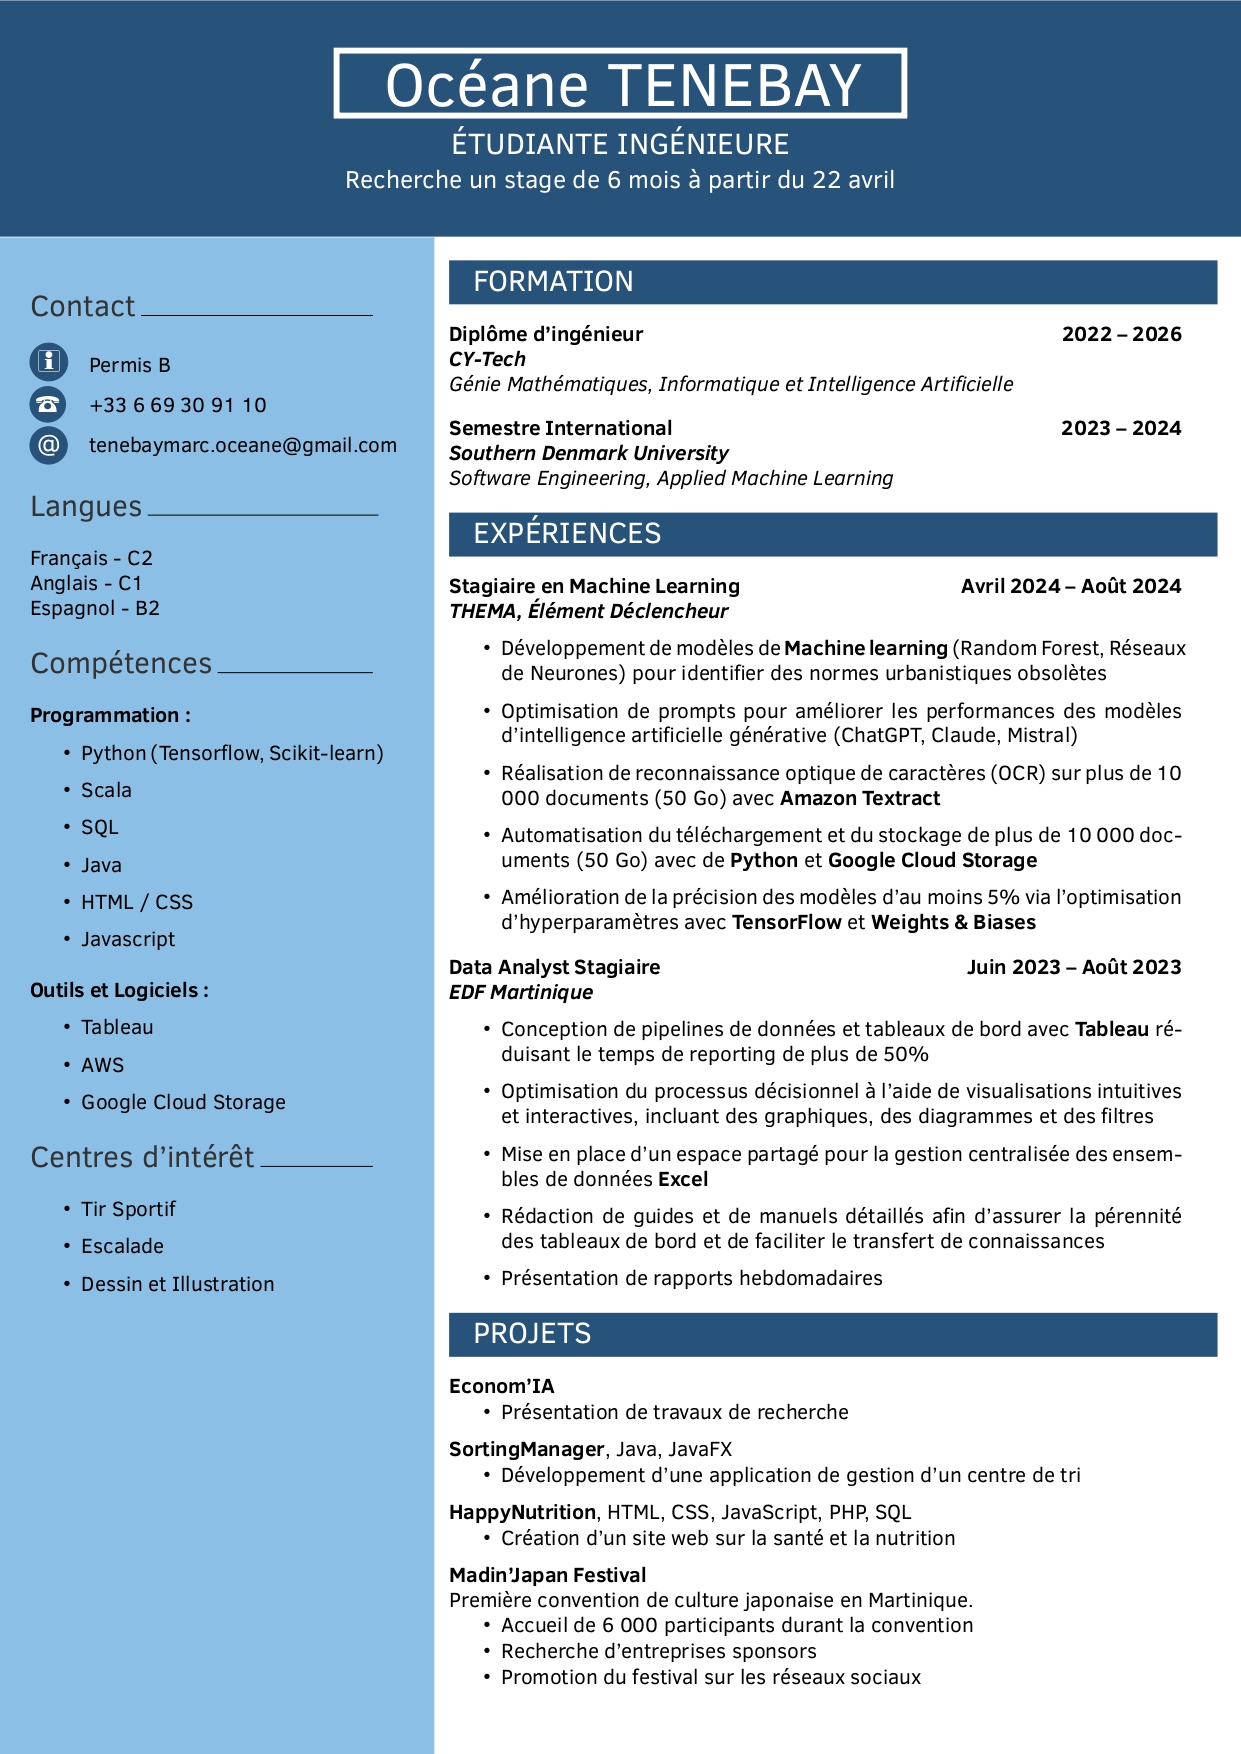 Océane TENEBAY
ÉTUDIANTE INGÉNIEURE
Recherche un stage de 6 mois à partir du 22 avril
Contact
Permis B
+33 6 69 30 91 10
@ tenebaymarc.oceane@gmail.com
Langues
Français - C2
Anglais - C1
Espagnol - B2
Compétences
Programmation :
• Python (Tensorflow, Scikit-learn)
• Scala
• SQL
• Java
• HTML / CSS
• Javascript
Outils et Logiciels :
• Tableau
• AWS
• Google Cloud Storage
Centres d’intérêt
• Tir Sportif
• Escalade
• Dessin et Illustration
FORMATION
Diplôme d’ingénieur 2022 – 2026
CY-Tech
Génie Mathématiques, Informatique et Intelligence Artificielle
Semestre International 2023 – 2024
Southern Denmark University
Software Engineering, Applied Machine Learning
EXPÉRIENCES
Stagiaire en Machine Learning Avril 2024 – Août 2024
THEMA, Élément Déclencheur
• Développement de modèles de Machine learning (Random Forest, Réseaux
de Neurones) pour identifier des normes urbanistiques obsolètes
• Optimisation de prompts pour améliorer les performances des modèles
d’intelligence artificielle générative (ChatGPT, Claude, Mistral)
• Réalisation de reconnaissance optique de caractères (OCR) sur plus de 10
000 documents (50 Go) avec Amazon Textract
• Automatisation du téléchargement et du stockage de plus de 10 000 doc-
uments (50 Go) avec de Python et Google Cloud Storage
• Amélioration de la précision des modèles d’au moins 5% via l’optimisation
d’hyperparamètres avec TensorFlow et Weights & Biases
Data Analyst Stagiaire Juin 2023 – Août 2023
EDF Martinique
• Conception de pipelines de données et tableaux de bord avec Tableau ré-
duisant le temps de reporting de plus de 50%
• Optimisation du processus décisionnel à l’aide de visualisations intuitives
et interactives, incluant des graphiques, des diagrammes et des filtres
• Mise en place d’un espace partagé pour la gestion centralisée des ensem-
bles de données Excel
• Rédaction de guides et de manuels détaillés afin d’assurer la pérennité
des tableaux de bord et de faciliter le transfert de connaissances
• Présentation de rapports hebdomadaires
PROJETS
Econom’IA
• Présentation de travaux de recherche
SortingManager, Java, JavaFX
• Développement d’une application de gestion d’un centre de tri
HappyNutrition, HTML, CSS, JavaScript, PHP, SQL
• Création d’un site web sur la santé et la nutrition
Madin’Japan Festival
Première convention de culture japonaise en Martinique.
• Accueil de 6 000 participants durant la convention
• Recherche d’entreprises sponsors
• Promotion du festival sur les réseaux sociaux